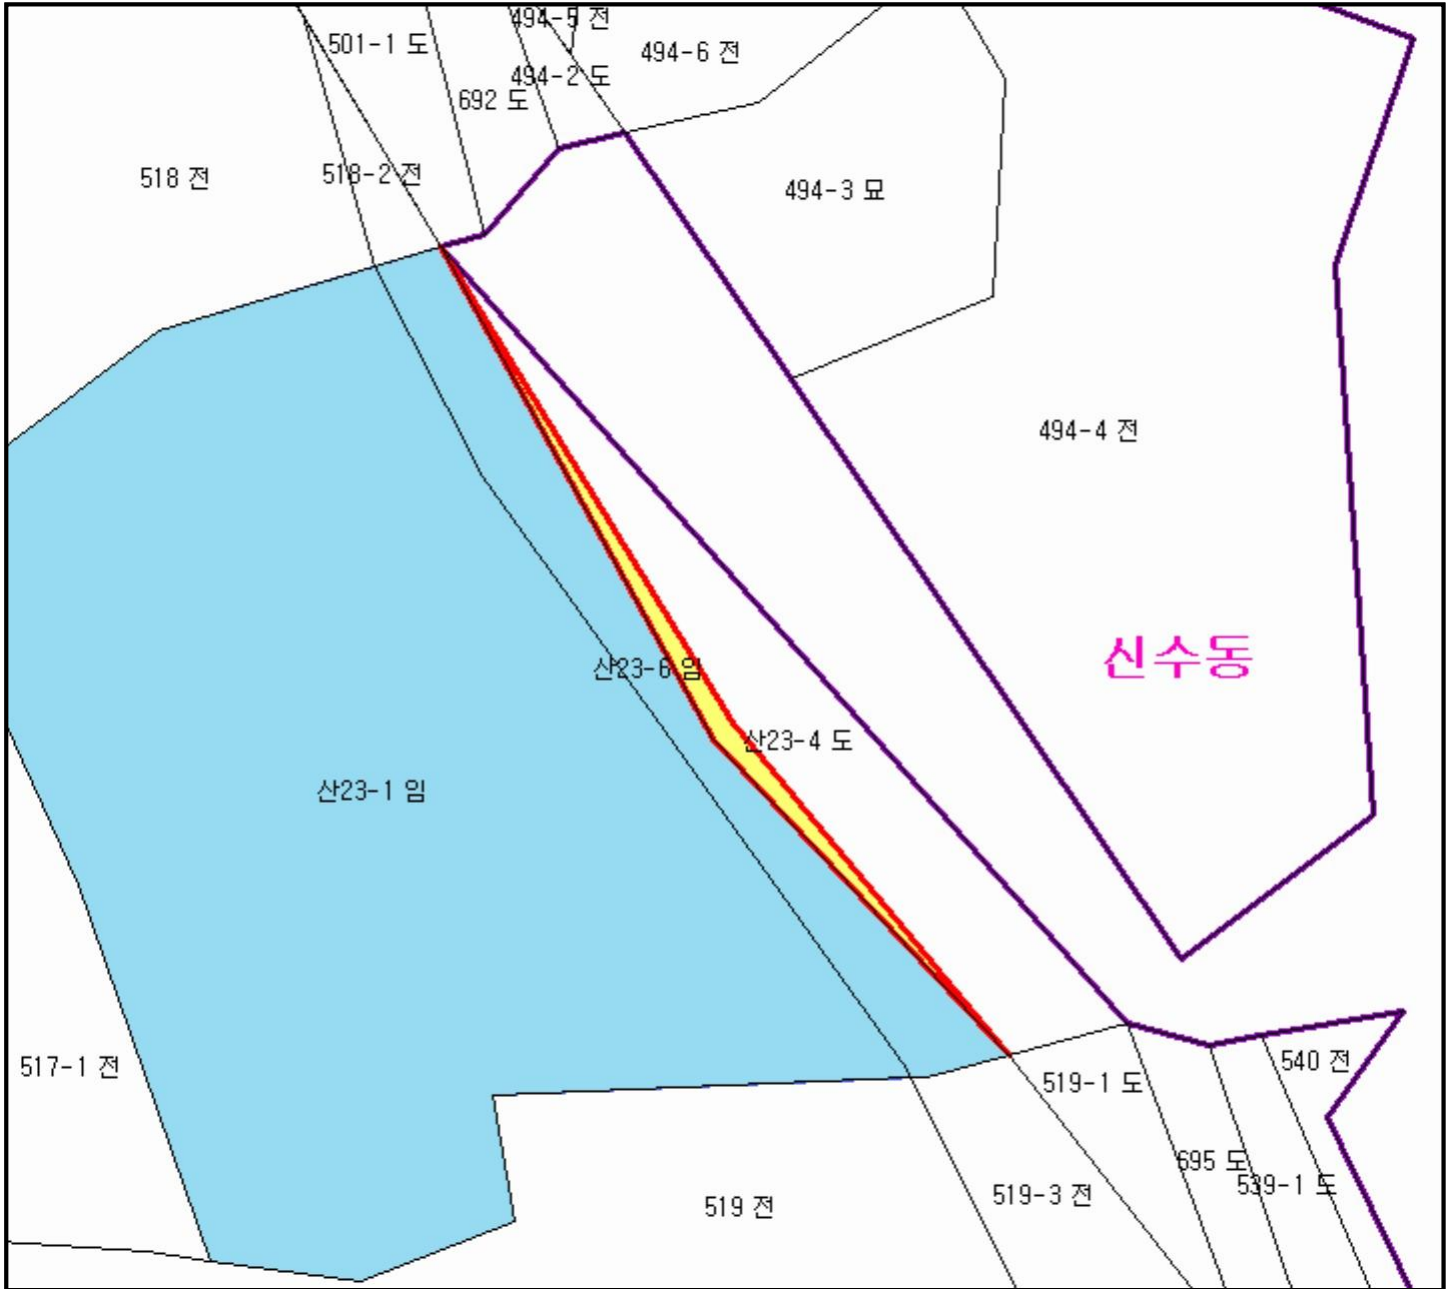 494-5 전
501-1 도
494-6 전
494-2 도
692 도
518 전
518-2 전
494-3 묘
494-4 전
신수동
산23-6 임
산23-4 도
산23-1 임
517-1 전
540 전
519-1 도
695 도
539-1 도
519-3 전
519 전